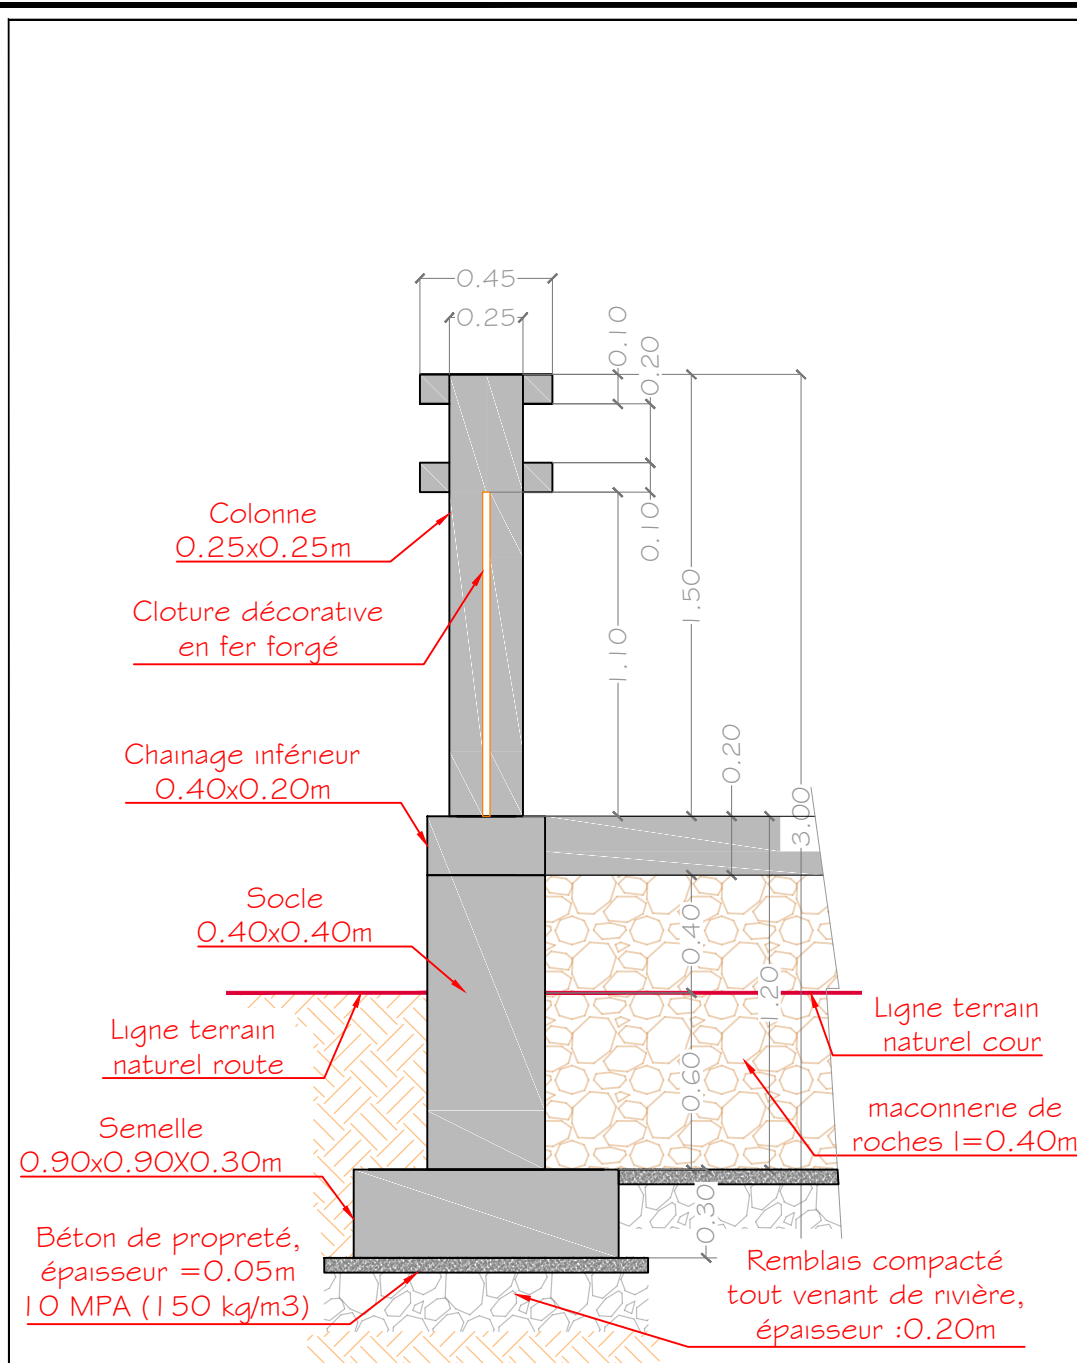 0.45
0.25
0.10
0.20
0.10
1.50
1.10
0.20
3.00
0.40
1.20
0.60
0.30
Colonne
0.25x0.25m
Cloture décorative
en fer forgé
Chainage inférieur
0.40x0.20m
Socle
0.40x0.40m
Ligne terrain
naturel route
Ligne terrain
naturel cour
Semelle
0.90x0.90X0.30m
maconnerie de
roches l=0.40m
Béton de propreté,
épaisseur =0.05m
10 MPA (150 kg/m3)
Remblais compacté
tout venant de rivière,
épaisseur :0.20m